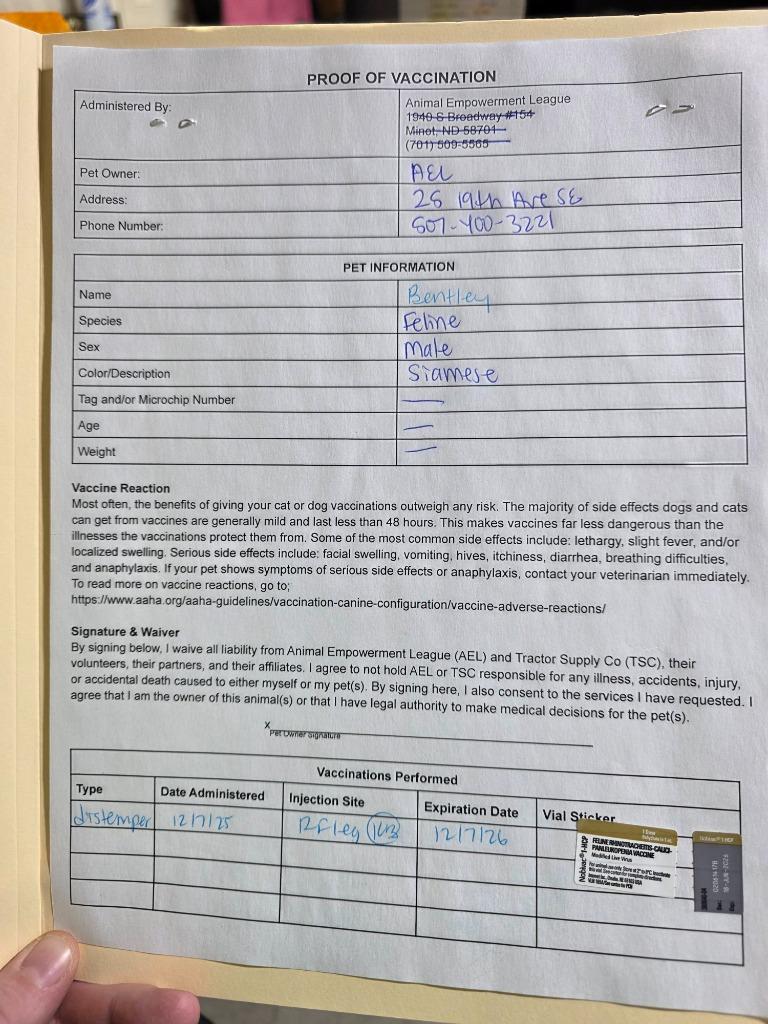 PROOF OF VACCINATION
Administered By:
Animal Empowerment League
1940 S Broadway #154
Minot, ND 58701
(701) 509-5565
Pet Owner: AEL
Address: 25 19th Ave SE
Phone Number: 507-400-3221
PET INFORMATION
Name Bentley
Species Feline
Sex Male
Color/Description Siamese
Tag and/or Microchip Number —
Age —
Weight —
Vaccine Reaction
Most often, the benefits of giving your cat or dog vaccinations outweigh any risk. The majority of side effects dogs and cats
can get from vaccines are generally mild and last less than 48 hours. This makes vaccines far less dangerous than the
illnesses the vaccinations protect them from. Some of the most common side effects include: lethargy, slight fever, and/or
localized swelling. Serious side effects include: facial swelling, vomiting, hives, itchiness, diarrhea, breathing difficulties,
and anaphylaxis. If your pet shows symptoms of serious side effects or anaphylaxis, contact your veterinarian immediately.
To read more on vaccine reactions, go to;
https://www.aaha.org/aaha-guidelines/vaccination-canine-configuration/vaccine-adverse-reactions/
Signature & Waiver
By signing below, I waive all liability from Animal Empowerment League (AEL) and Tractor Supply Co (TSC), their
volunteers, their partners, and their affiliates. I agree to not hold AEL or TSC responsible for any illness, accidents, injury,
or accidental death caused to either myself or my pet(s). By signing here, I also consent to the services I have requested. I
agree that I am the owner of this animal(s) or that I have legal authority to make medical decisions for the pet(s).
X
Pet Owner Signature
Vaccinations Performed
Type Date Administered Injection Site Expiration Date Vial Sticker
distemper 12/7/25 RF leg 12/7/26
1 Dose
Nobivac® 1-HCP
FELINE RHINOTRACHEITIS-CALICI-
PANLEUKOPENIA VACCINE
Modified Live Virus
Nobivac® 1-HCP
18-JUN-2026